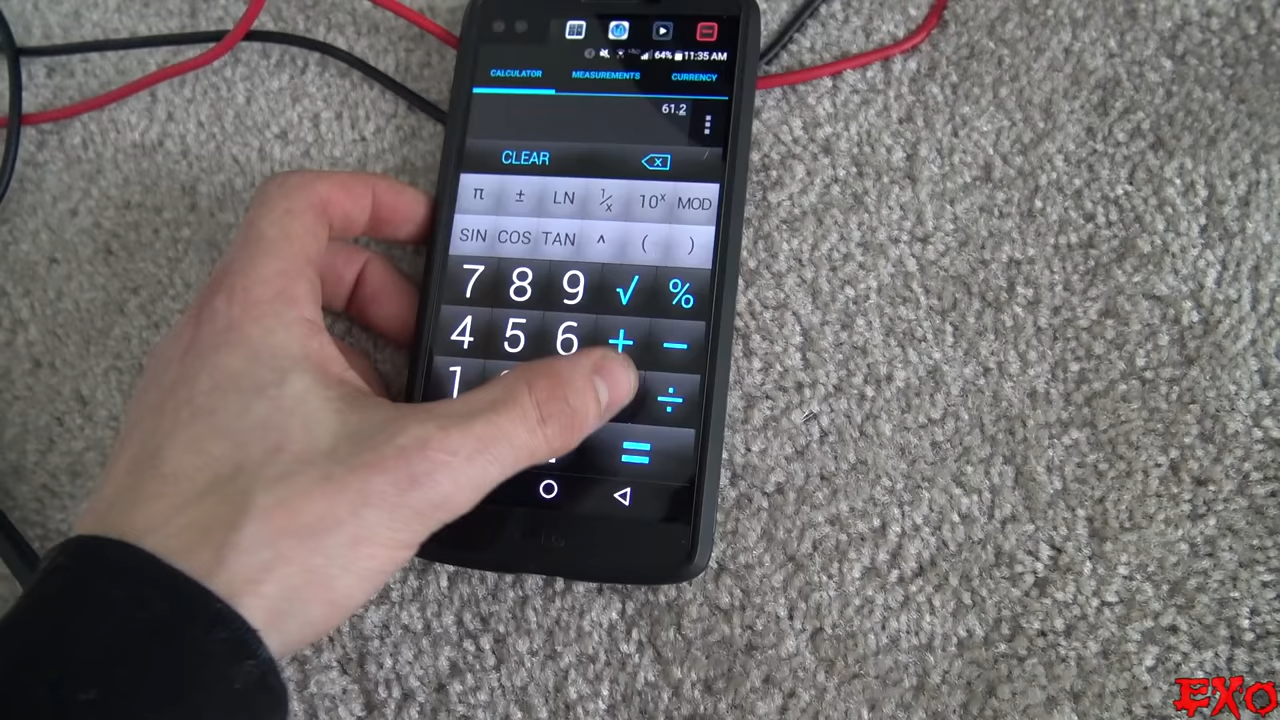 64% 11:35 AM
CALCULATOR MEASUREMENTS CURRENCY
61.2
CLEAR
π ± LN 1/x 10ˣ MOD
SIN COS TAN ^ ( )
7 8 9 √ %
4 5 6 + −
1 ÷
=
LG
EXO